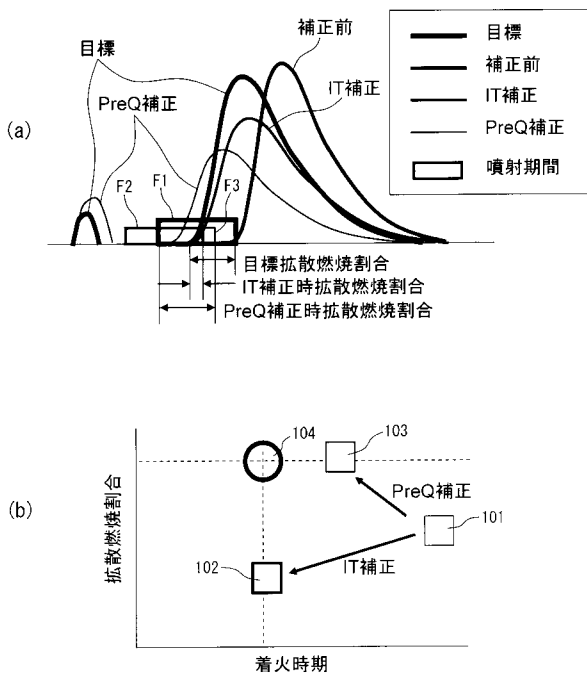 (a)
目標
補正前
IT補正
PreQ補正
F1
F2
F3
目標拡散燃焼割合
IT補正時拡散燃焼割合
PreQ補正時拡散燃焼割合
目標
補正前
IT補正
PreQ補正
噴射期間
(b)
拡散燃焼割合
104
103
PreQ補正
101
102
IT補正
着火時期